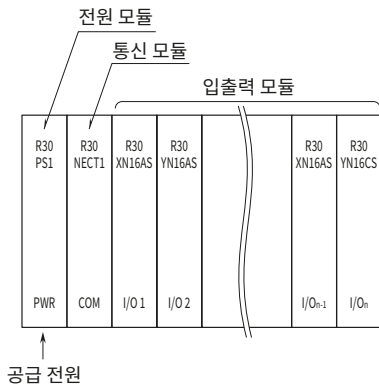 전원 모듈
통신 모듈
입출력 모듈
R30
PS1
R30
NECT1
R30
XN16AS
R30
YN16AS
R30
XN16AS
R30
YN16CS
PWR
COM
I/O 1
I/O 2
I/On-1
I/On
공급 전원